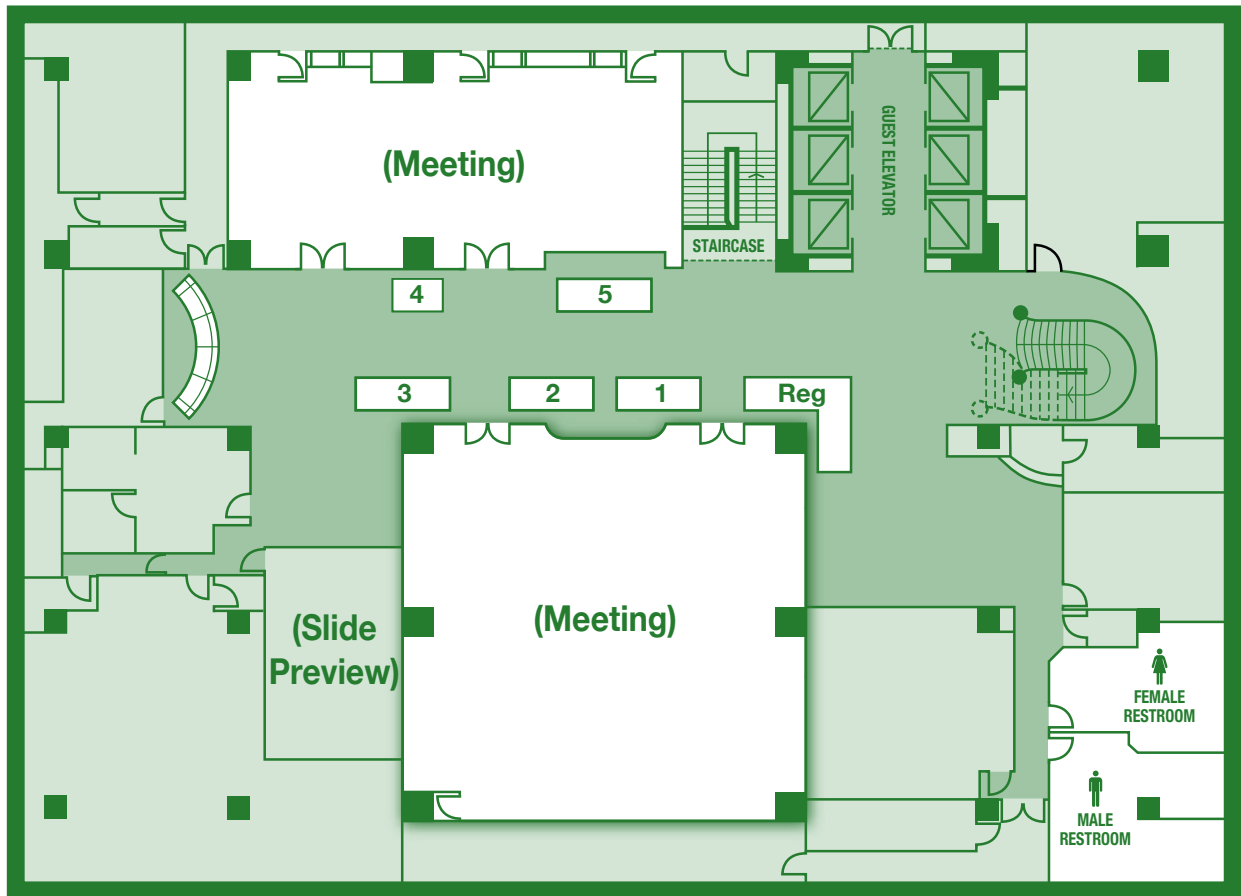 (Meeting)
GUEST ELEVATOR
STAIRCASE
4
5
3
2
1
Reg
(Slide
Preview)
(Meeting)
FEMALE
RESTROOM
MALE
RESTROOM